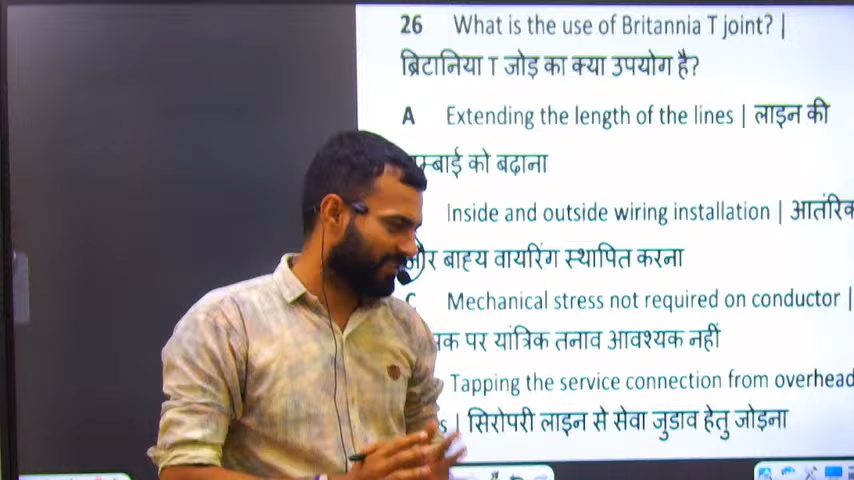 26 What is the use of Britannia T joint? |
ब्रिटानिया T जोड़ का क्या उपयोग है?
A Extending the length of the lines | लाइन की
म्बाई को बढ़ाना
Inside and outside wiring installation | आतंरिक
और बाहय वायरिंग स्थापित करना
C Mechanical stress not required on conductor |
क पर यांत्रिक तनाव आवश्यक नहीं
Tapping the service connection from overhead
s | सिरोपरी लाइन से सेवा जुडाव हेतु जोड़ना